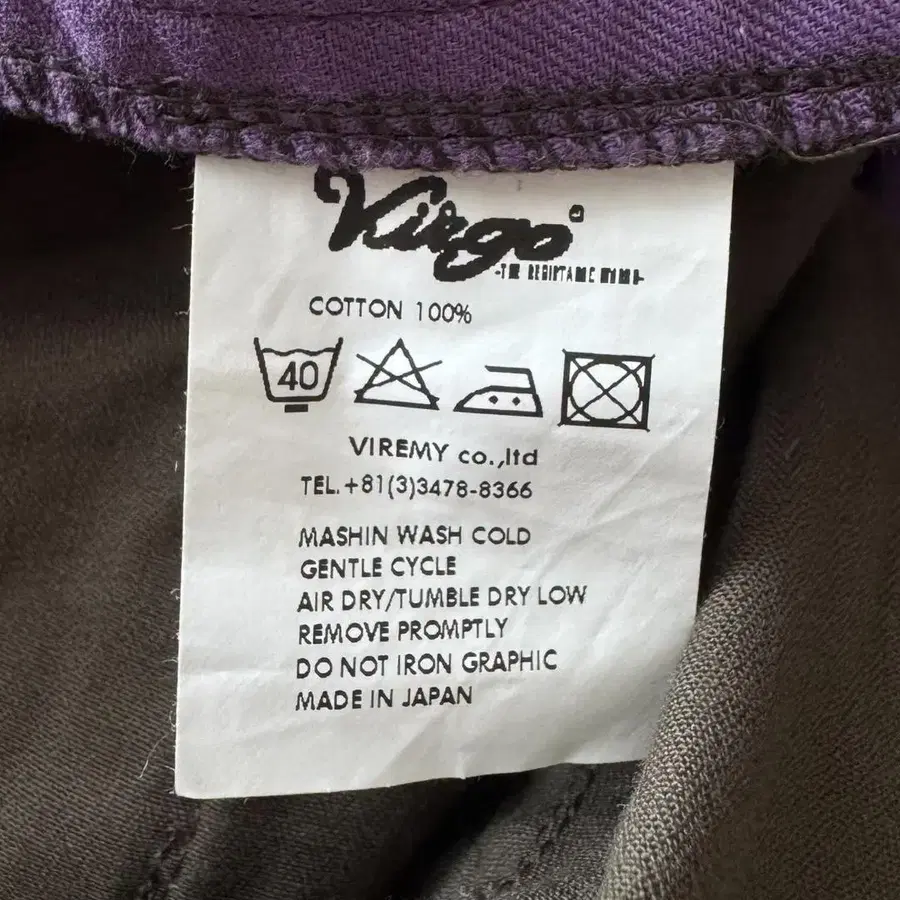 Virgo
COTTON 100%
40
VIREMY co.,ltd
TEL.+81(3)3478-8366
MASHIN WASH COLD
GENTLE CYCLE
AIR DRY/TUMBLE DRY LOW
REMOVE PROMPTLY
DO NOT IRON GRAPHIC
MADE IN JAPAN